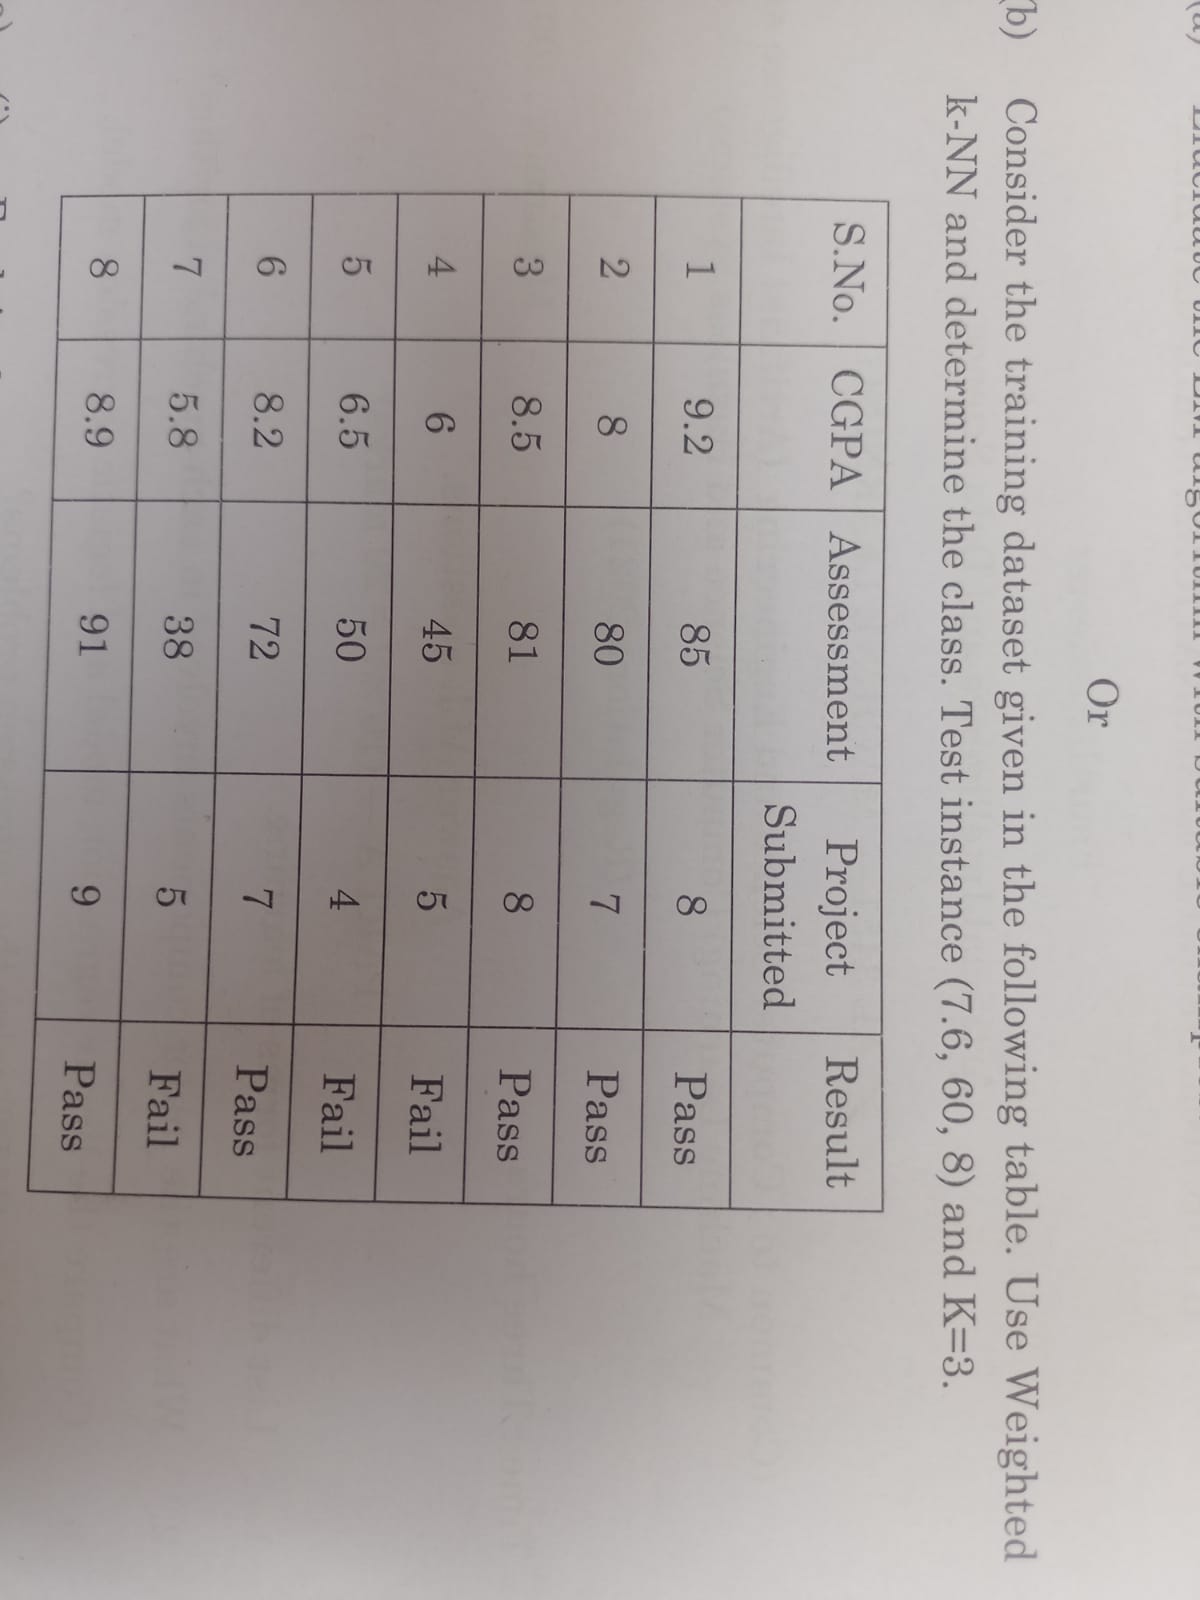 Or
(b) Consider the training dataset given in the following table. Use Weighted
k-NN and determine the class. Test instance (7.6, 60, 8) and K=3.
S.No. CGPA Assessment Project Submitted Result
1 9.2 85 8 Pass
2 8 80 7 Pass
3 8.5 81 8 Pass
4 6 45 5 Fail
5 6.5 50 4 Fail
6 8.2 72 7 Pass
7 5.8 38 5 Fail
8 8.9 91 9 Pass